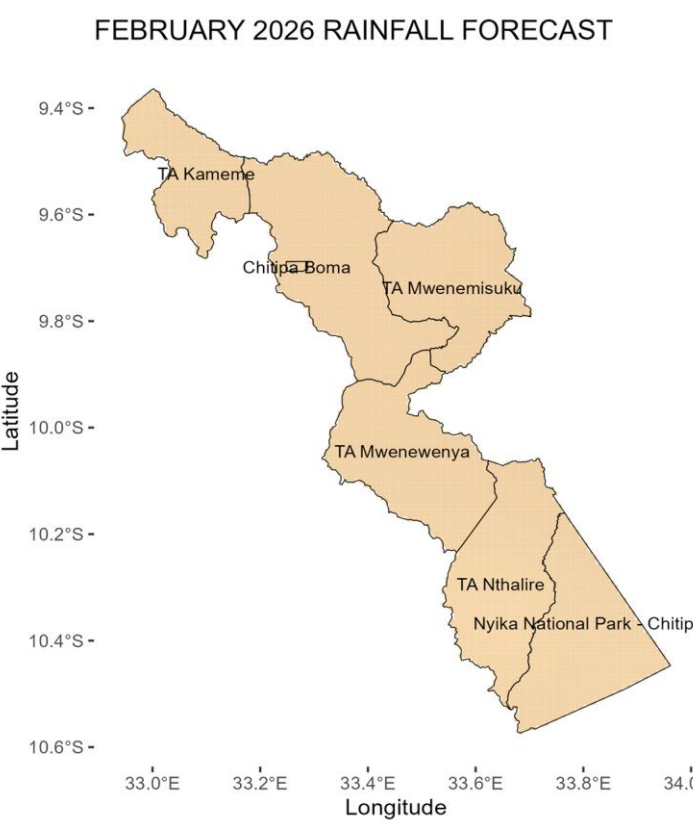 FEBRUARY 2026 RAINFALL FORECAST
9.4°S
TA Kameme
9.6°S
Chitipa Boma
TA Mwenemisuku
9.8°S
Latitude
10.0°S
TA Mwenewenya
10.2°S
TA Nthalire
Nyika National Park - Chitip
10.4°S
10.6°S
33.0°E 33.2°E 33.4°E 33.6°E 33.8°E 34.0
Longitude